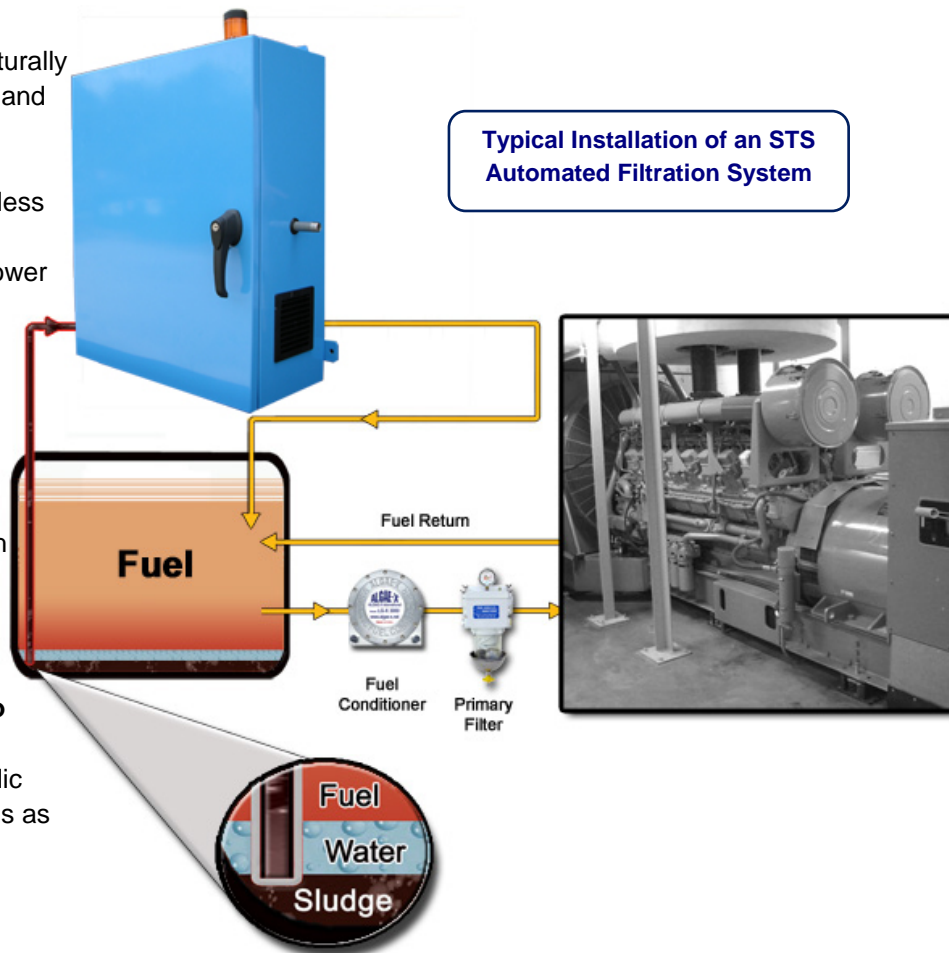 turally
and
Typical Installation of an STS
Automated Filtration System
less
ower
Fuel Return
n
Fuel
ALGAE-X
Fuel
Conditioner
Primary
Filter
o
lic
s as
Fuel
Water
Sludge